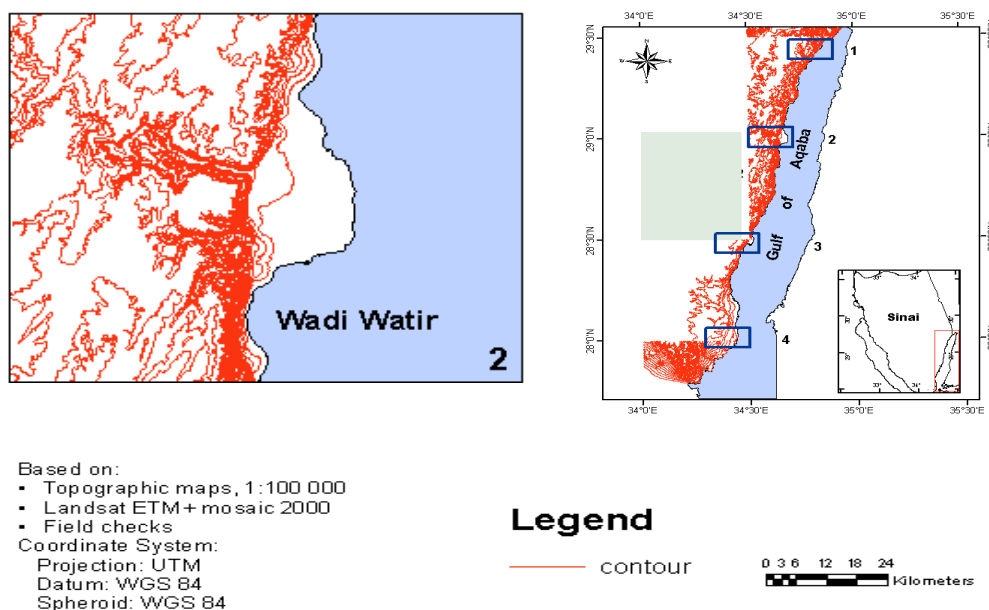 Wadi Watir
2
34°0'E
34°30'E
35°0'E
35°30'E
29°30'N
29°0'N
28°30'N
28°0'N
1
2
3
4
Gulf of Aqaba
Sinai
33°
34°
34°0'E
34°30'E
35°0'E
35°30'E
Based on:
▪ Topographic maps, 1:100 000
▪ Landsat ETM+ mosaic 2000
▪ Field checks
Coordinate System:
Projection: UTM
Datum: WGS 84
Spheroid: WGS 84
Legend
contour
0 3 6 12 18 24
Kilometers